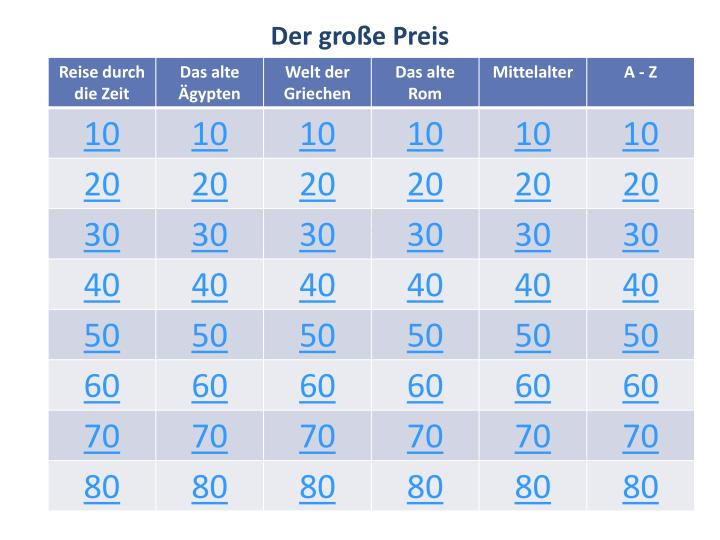 Der große Preis
Reise durch die Zeit Das alte Ägypten Welt der Griechen Das alte Rom Mittelalter A - Z
10 10 10 10 10 10
20 20 20 20 20 20
30 30 30 30 30 30
40 40 40 40 40 40
50 50 50 50 50 50
60 60 60 60 60 60
70 70 70 70 70 70
80 80 80 80 80 80